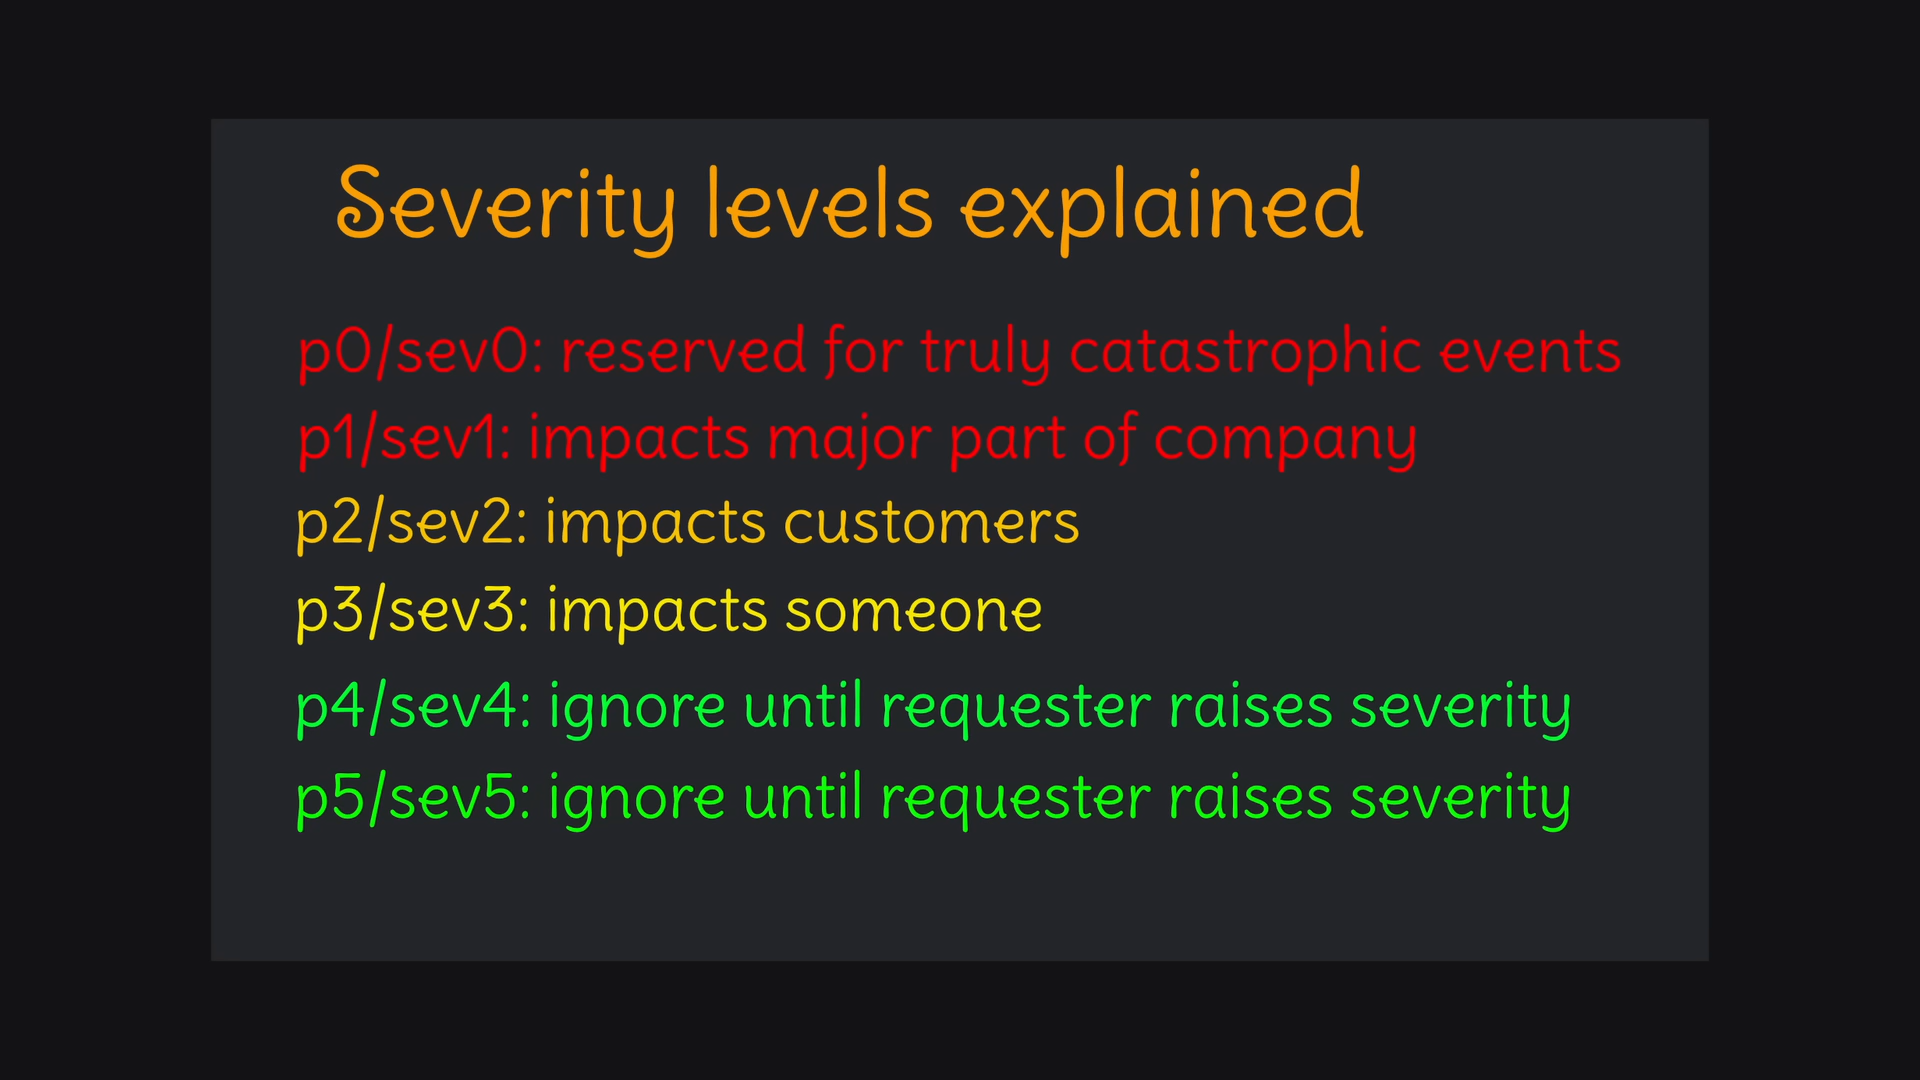 Severity levels explained
p0/sev0: reserved for truly catastrophic events
p1/sev1: impacts major part of company
p2/sev2: impacts customers
p3/sev3: impacts someone
p4/sev4: ignore until requester raises severity
p5/sev5: ignore until requester raises severity